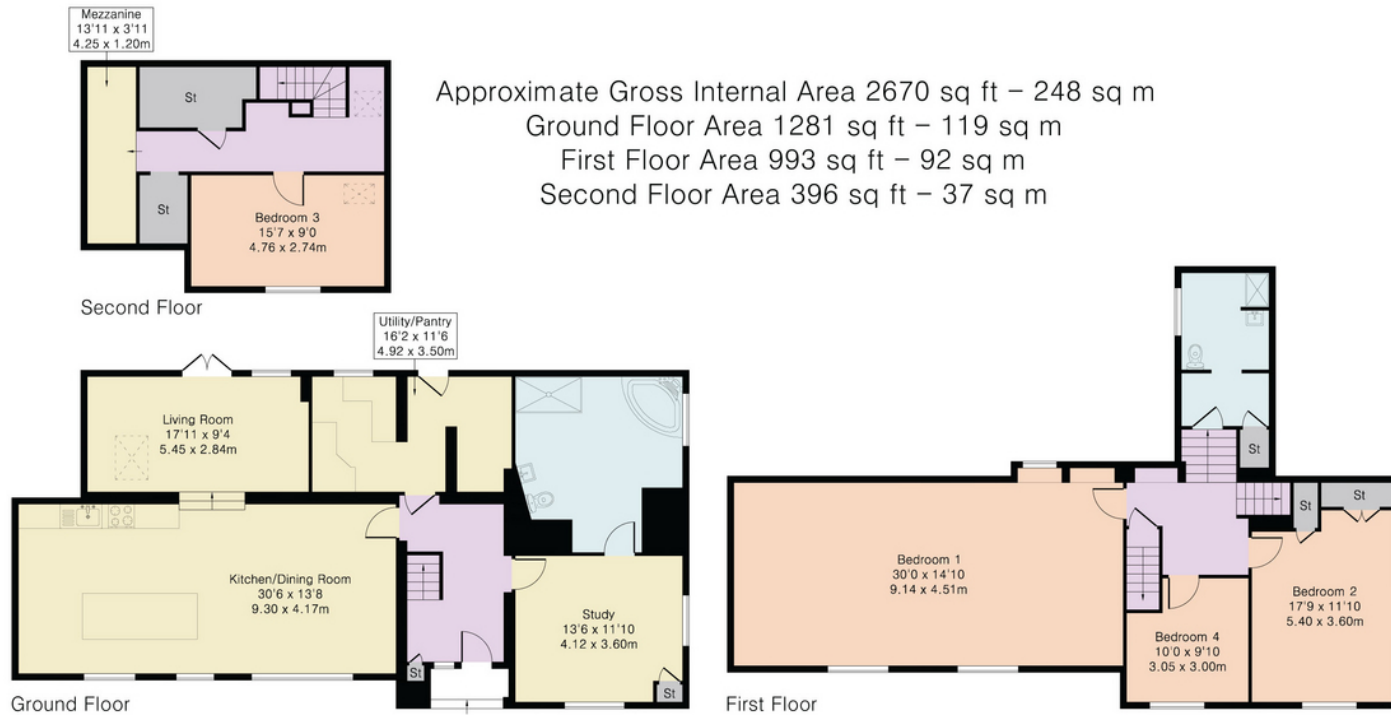 Mezzanine
13'11 x 3'11
4.25 x 1.20m
St
St
Bedroom 3
15'7 x 9'0
4.76 x 2.74m
Second Floor
Approximate Gross Internal Area 2670 sq ft - 248 sq m
Ground Floor Area 1281 sq ft - 119 sq m
First Floor Area 993 sq ft - 92 sq m
Second Floor Area 396 sq ft - 37 sq m
Utility/Pantry
16'2 x 11'6
4.92 x 3.50m
Living Room
17'11 x 9'4
5.45 x 2.84m
Kitchen/Dining Room
30'6 x 13'8
9.30 x 4.17m
Study
13'6 x 11'10
4.12 x 3.60m
St
St
Ground Floor
St
St
St
Bedroom 1
30'0 x 14'10
9.14 x 4.51m
Bedroom 2
17'9 x 11'10
5.40 x 3.60m
Bedroom 4
10'0 x 9'10
3.05 x 3.00m
First Floor